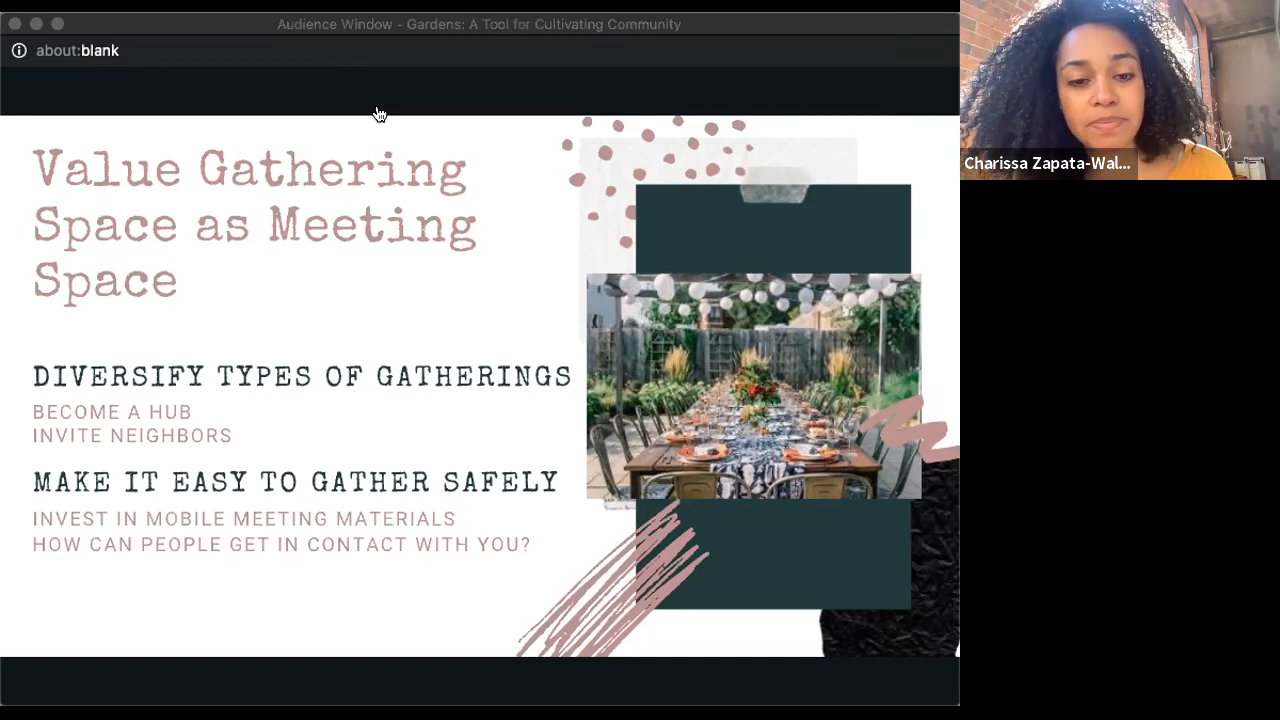 Audience Window - Gardens: A Tool for Cultivating Community
about:blank
Value Gathering
Space as Meeting
Space
DIVERSIFY TYPES OF GATHERINGS
BECOME A HUB
INVITE NEIGHBORS
MAKE IT EASY TO GATHER SAFELY
INVEST IN MOBILE MEETING MATERIALS
HOW CAN PEOPLE GET IN CONTACT WITH YOU?
Charissa Zapata-Wal...